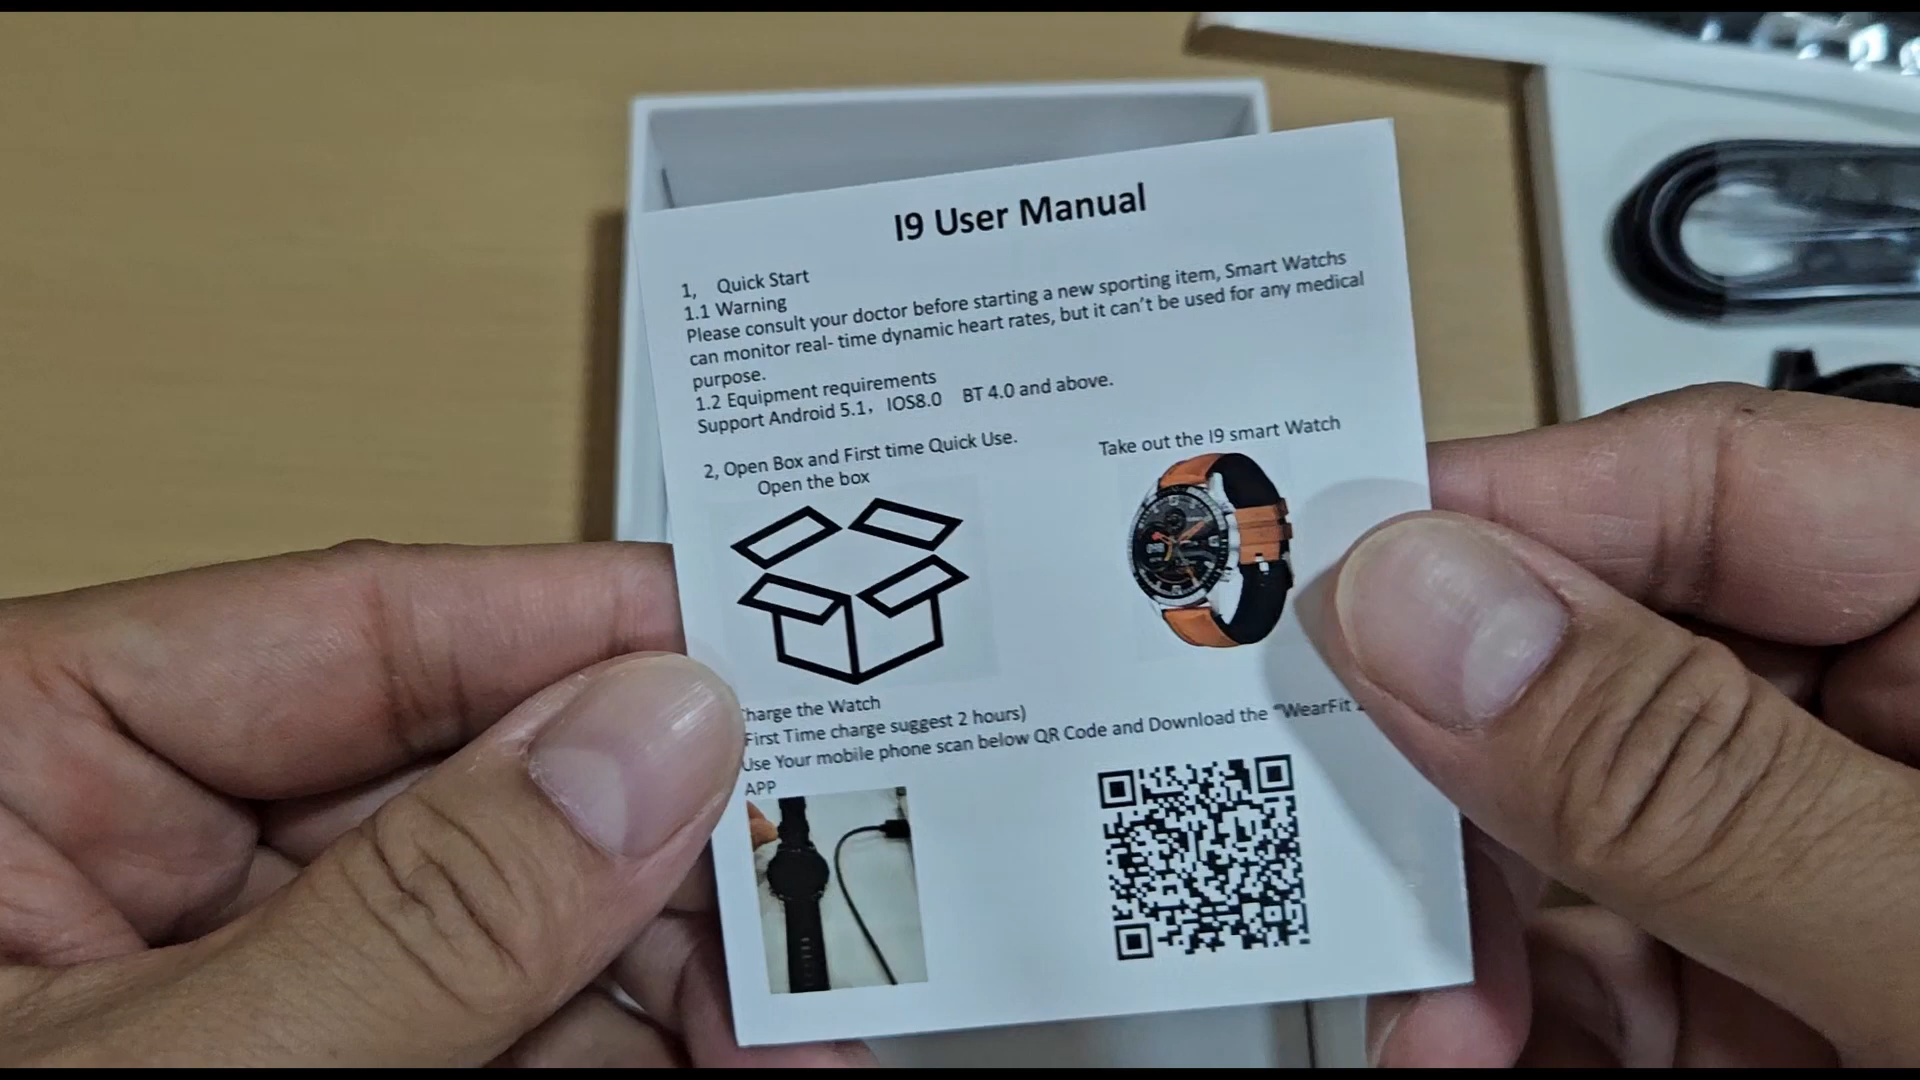 I9 User Manual
1, Quick Start
1.1 Warning
Please consult your doctor before starting a new sporting item, Smart Watchs
can monitor real- time dynamic heart rates, but it can't be used for any medical
purpose.
1.2 Equipment requirements
Support Android 5.1, IOS8.0 BT 4.0 and above.
2, Open Box and First time Quick Use.
Open the box
Take out the I9 smart Watch
harge the Watch
First Time charge suggest 2 hours)
Use Your mobile phone scan below QR Code and Download the "WearFit
APP